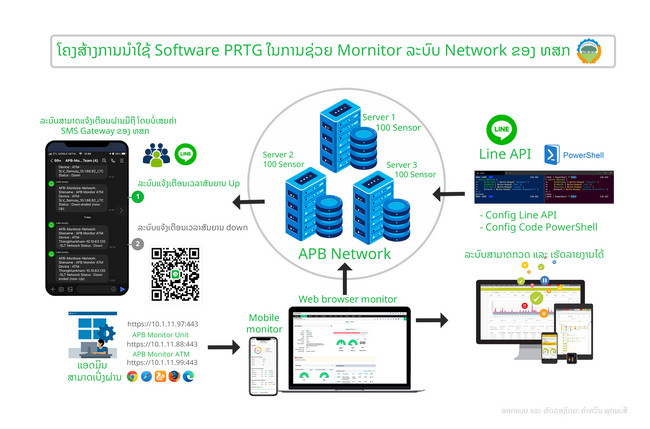 ໂຄງສ້າງການນຳໃຊ້ Software PRTG ໃນການຊ່ວຍ Mornitor ລະບົບ Network ຂອງ ທສກ
ລະບົບສາມາດແຈ້ງເຕືອນຜ່ານມືຖື ໂດຍບໍ່ເສຍຄ່າ
SMS Gateway ຂອງ ທສກ
LINE
ລະບົບແຈ້ງເຕືອນເວລາສັນຍານ Up
1
ລະບົບແຈ້ງເຕືອນເວລາສັນຍານ down
2
Server 1
100 Sensor
Server 2
100 Sensor
Server 3
100 Sensor
APB Network
LINE
Line API
PowerShell
- Config Line API
- Config Code PowerShell
ລະບົບສາມາດກວດ ແລະ ເຮັດລາຍງານໄດ້
Web browser monitor
Mobile
monitor
https://10.1.11.97:443
APB Monitor Unit
https://10.1.11.88:443
APB Monitor ATM
https://10.1.11.99:443
ແອດມິນ
ສາມາດເບິ່ງຜ່ານ